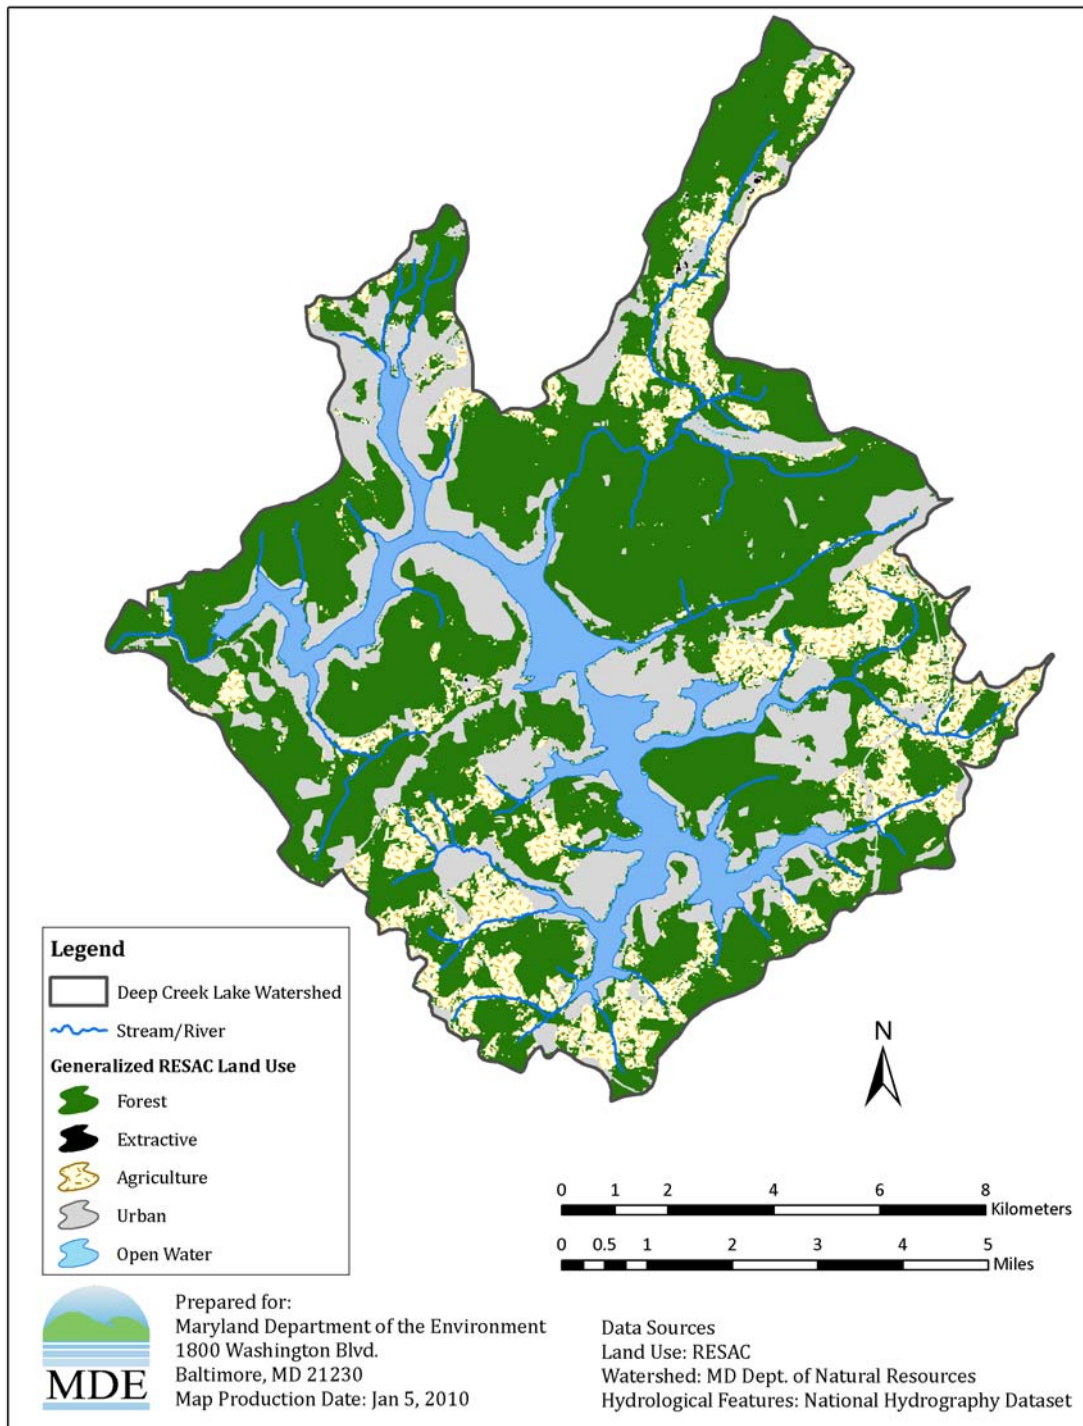 Legend
Deep Creek Lake Watershed
Stream/River
Generalized RESAC Land Use
Forest
Extractive
Agriculture
Urban
Open Water
N
0 1 2 4 6 8
Kilometers
0 0.5 1 2 3 4 5
Miles
MDE
Prepared for:
Maryland Department of the Environment
1800 Washington Blvd.
Baltimore, MD 21230
Map Production Date: Jan 5, 2010
Data Sources
Land Use: RESAC
Watershed: MD Dept. of Natural Resources
Hydrological Features: National Hydrography Dataset